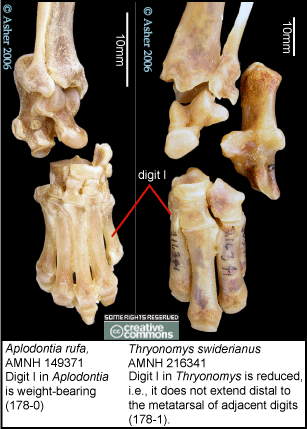 © Asher 2006
10mm
© Asher 2006
10mm
digit I
3116341
SOME RIGHTS RESERVED
creative
commons
Aplodontia rufa,
AMNH 149371
Digit I in Aplodontia
is weight-bearing
(178-0)
Thryonomys swiderianus
AMNH 216341
Digit I in Thryonomys is reduced,
i.e., it does not extend distal to
the metatarsal of adjacent digits
(178-1).